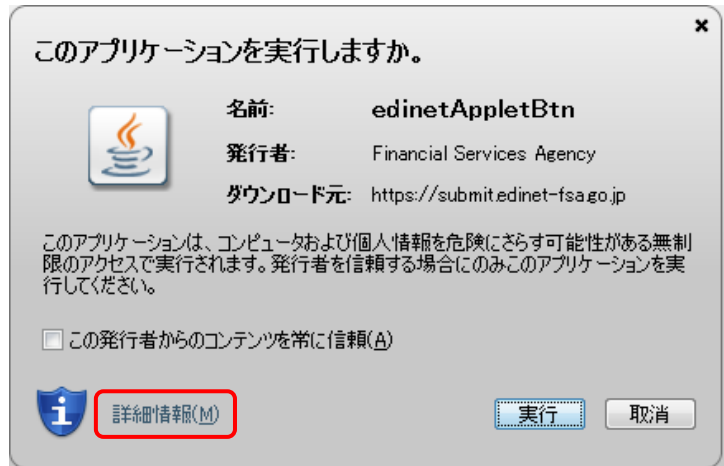 このアプリケーションを実行しますか。
名前: edinetAppletBtn
発行者: Financial Services Agency
ダウンロード元: https://submit.edinet-fsa.go.jp
このアプリケーションは、コンピュータおよび個人情報を危険にさらす可能性がある無制
限のアクセスで実行されます。発行者を信頼する場合にのみこのアプリケーションを実
行してください。
この発行者からのコンテンツを常に信頼(A)
詳細情報(M) 実行 取消